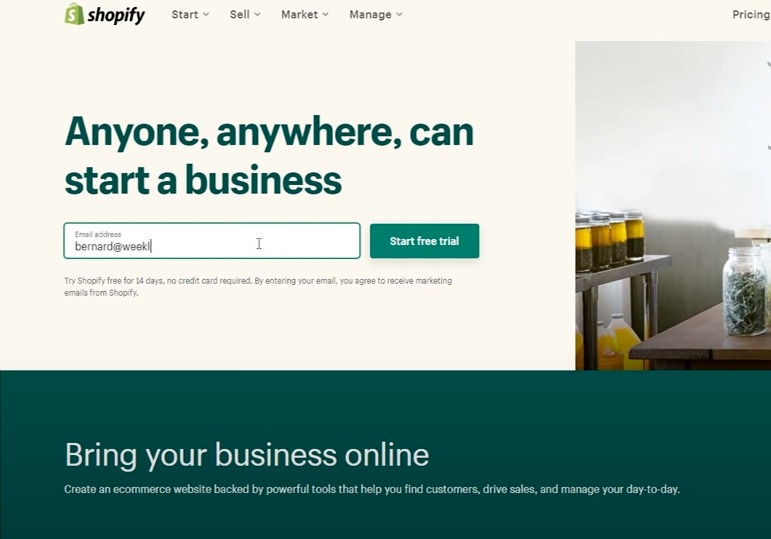 shopify Start Sell Market Manage Pricing
Anyone, anywhere, can
start a business
Email address
bernard@weekl
Start free trial
Try Shopify free for 14 days, no credit card required. By entering your email, you agree to receive marketing
emails from Shopify.
Bring your business online
Create an ecommerce website backed by powerful tools that help you find customers, drive sales, and manage your day-to-day.